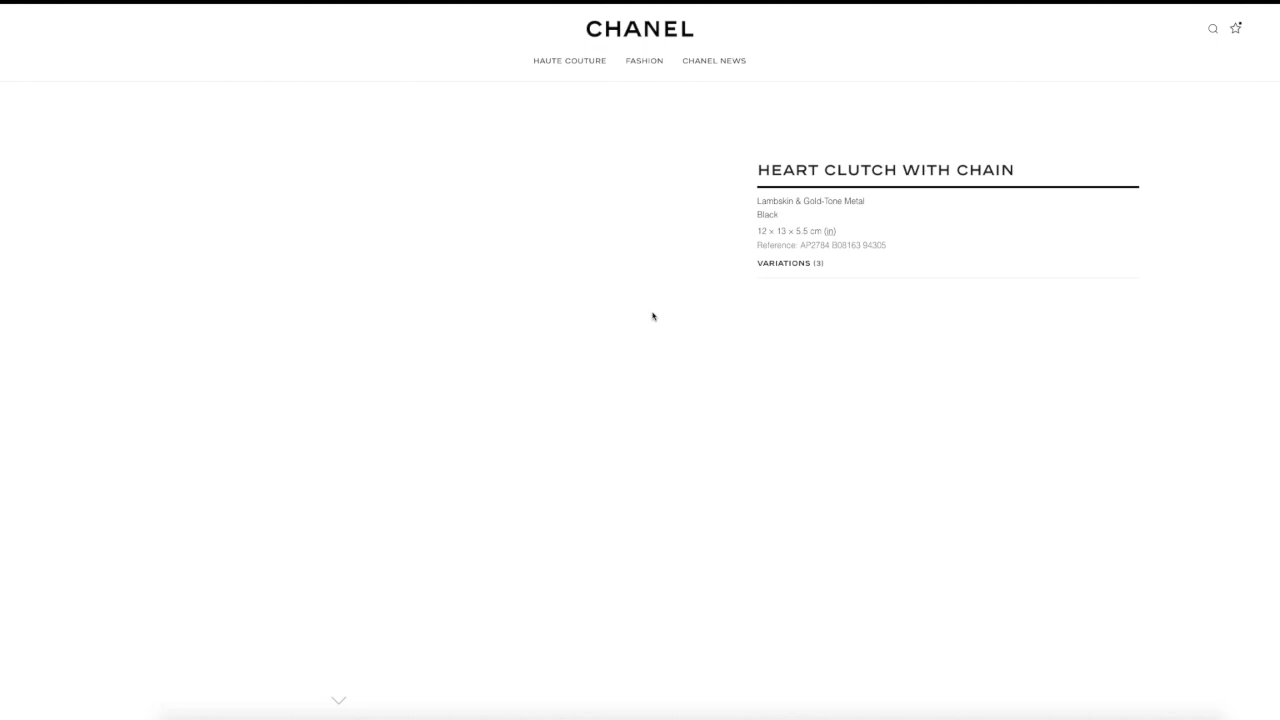 CHANEL
HAUTE COUTURE FASHION CHANEL NEWS
HEART CLUTCH WITH CHAIN
Lambskin & Gold-Tone Metal
Black
12 × 13 × 5.5 cm (in)
Reference: AP2784 B08163 94305
VARIATIONS (3)